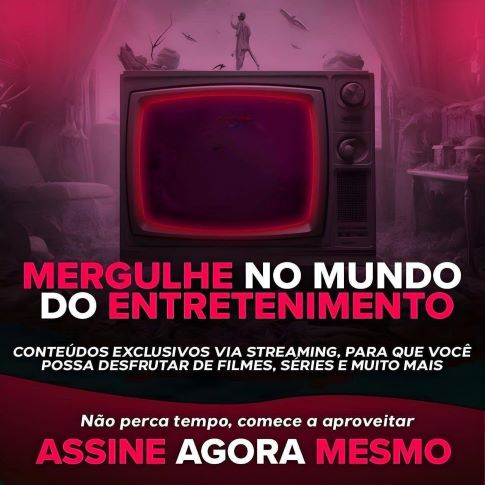 MERGULHE NO MUNDO
DO ENTRETENIMENTO
CONTEÚDOS EXCLUSIVOS VIA STREAMING, PARA QUE VOCÊ
POSSA DESFRUTAR DE FILMES, SÉRIES E MUITO MAIS
Não perca tempo, comece a aproveitar
ASSINE AGORA MESMO